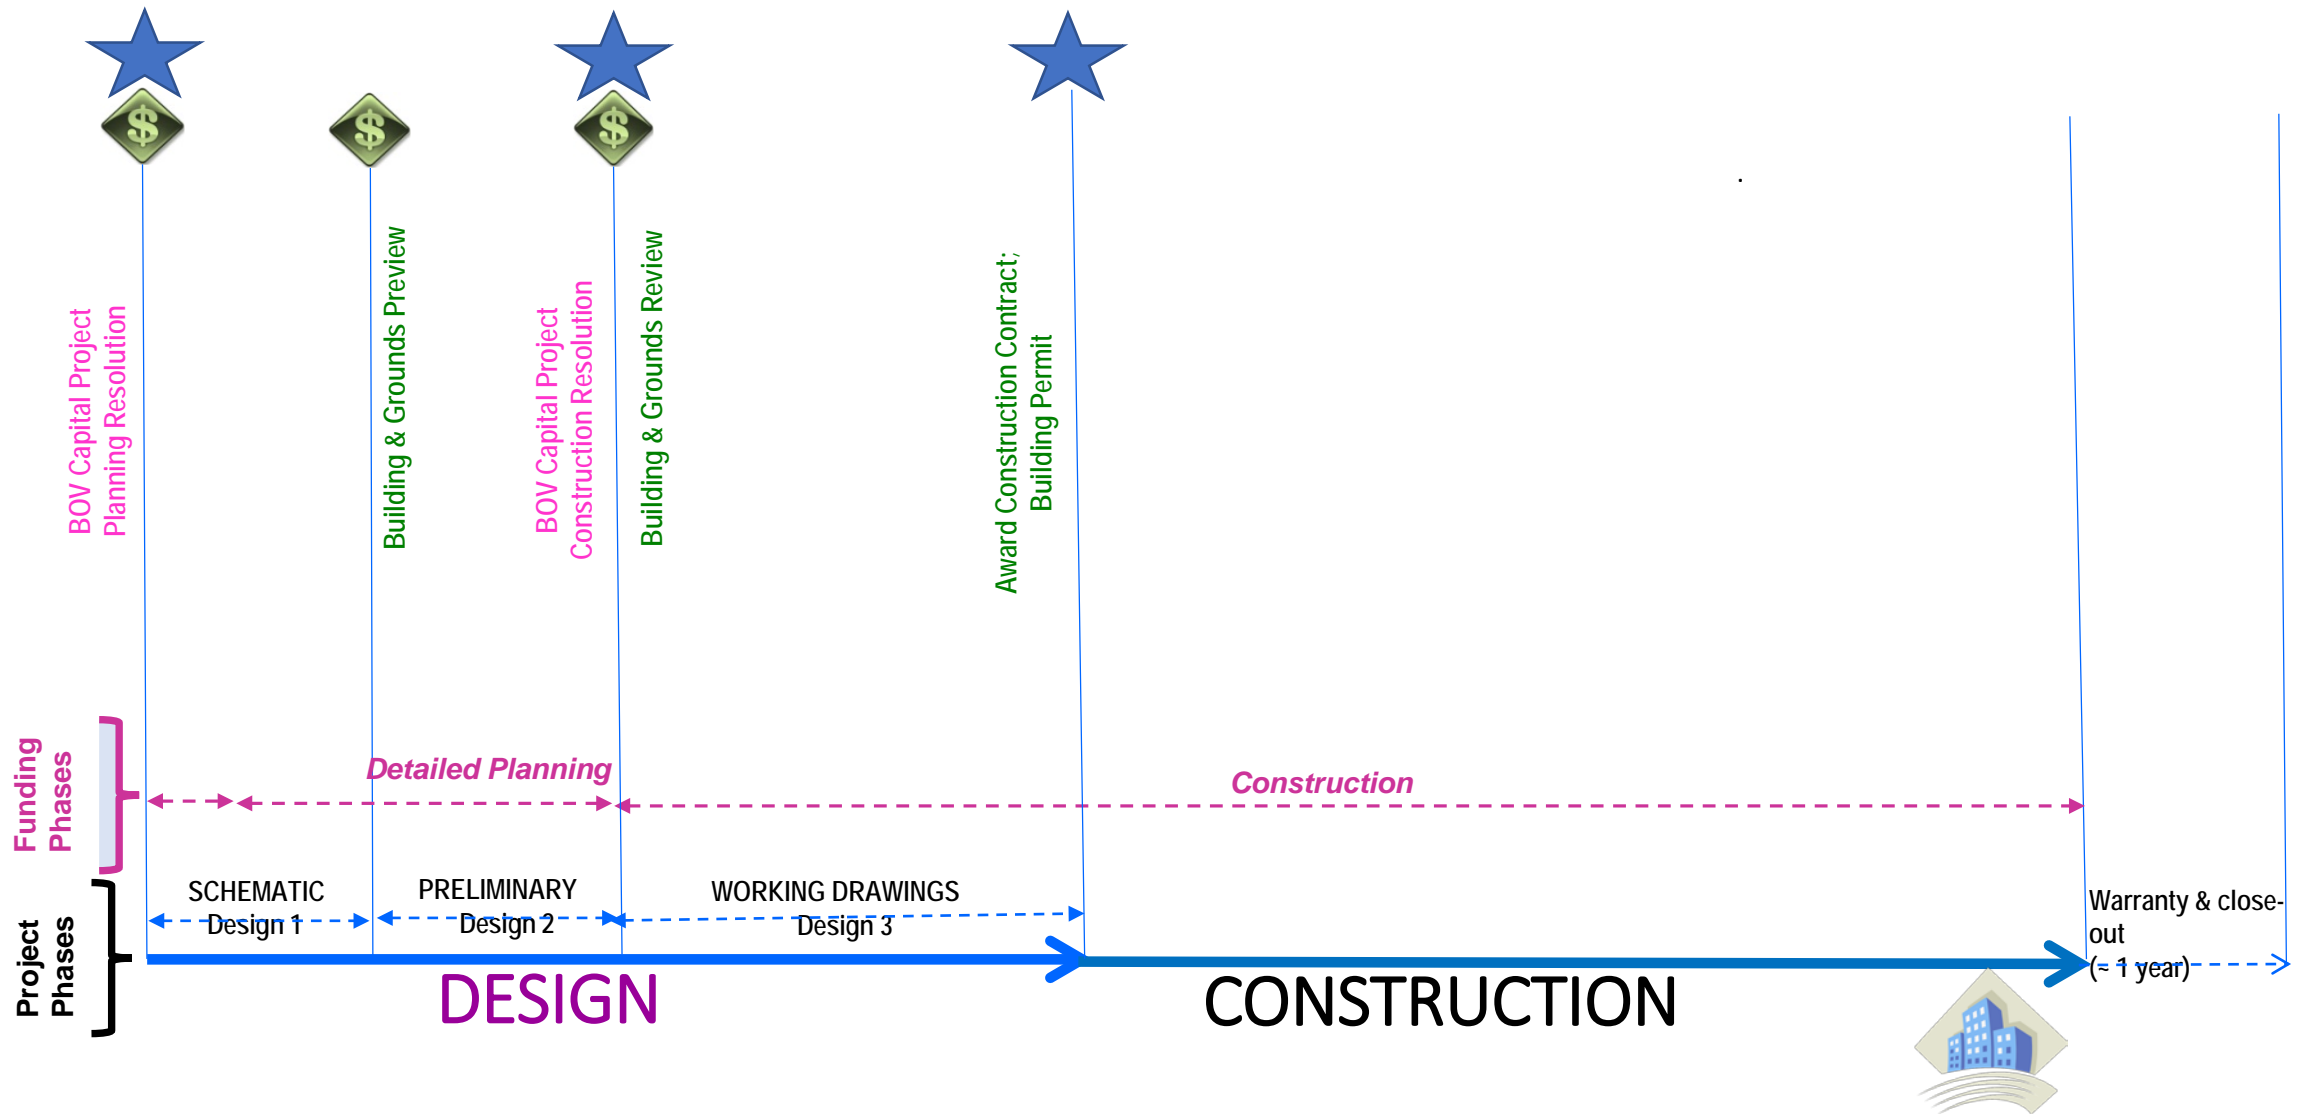 $
$
$
BOV Capital Project
Planning Resolution
Building & Grounds Preview
BOV Capital Project
Construction Resolution
Building & Grounds Review
Award Construction Contract;
Building Permit
.
Funding
Phases
Detailed Planning
Construction
Project
Phases
SCHEMATIC
Design 1
PRELIMINARY
Design 2
WORKING DRAWINGS
Design 3
Warranty & close-
out
(≈ 1 year)
DESIGN
CONSTRUCTION